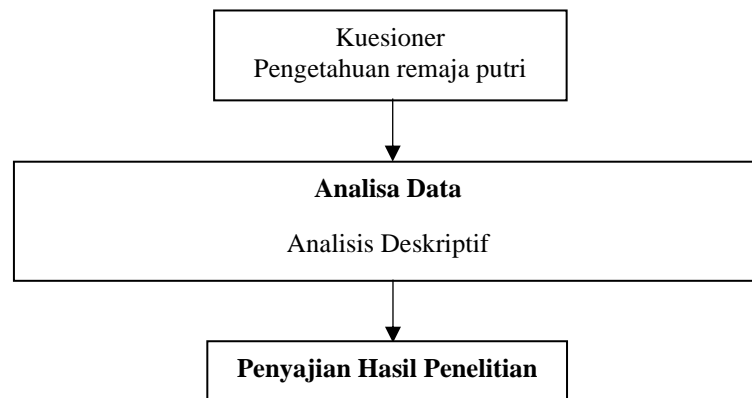 Kuesioner
Pengetahuan remaja putri
Analisa Data
Analisis Deskriptif
Penyajian Hasil Penelitian